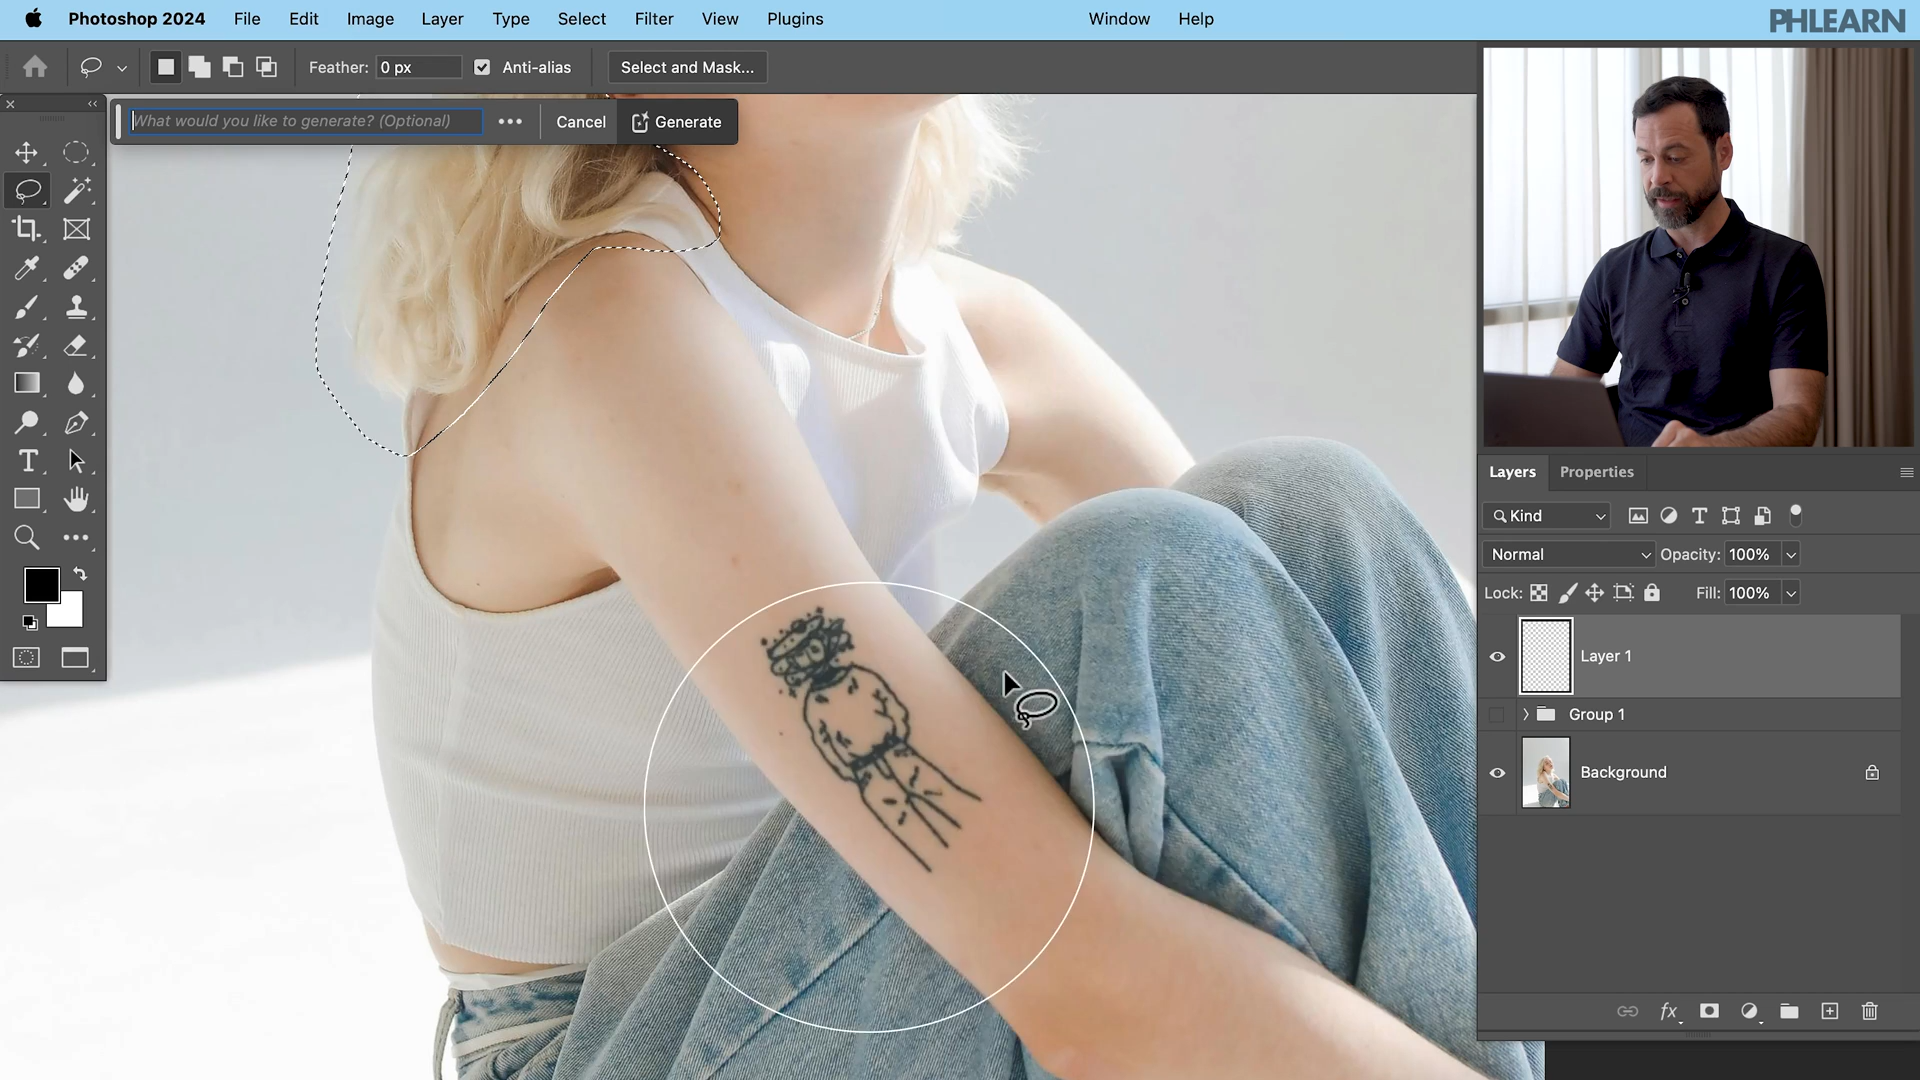 Photoshop 2024 File Edit Image Layer Type Select Filter View Plugins Window Help
PHLEARN
Feather: 0 px Anti-alias Select and Mask...
What would you like to generate? (Optional) Cancel Generate
Layers Properties
Kind
Normal Opacity: 100%
Lock: Fill: 100%
Layer 1
Group 1
Background